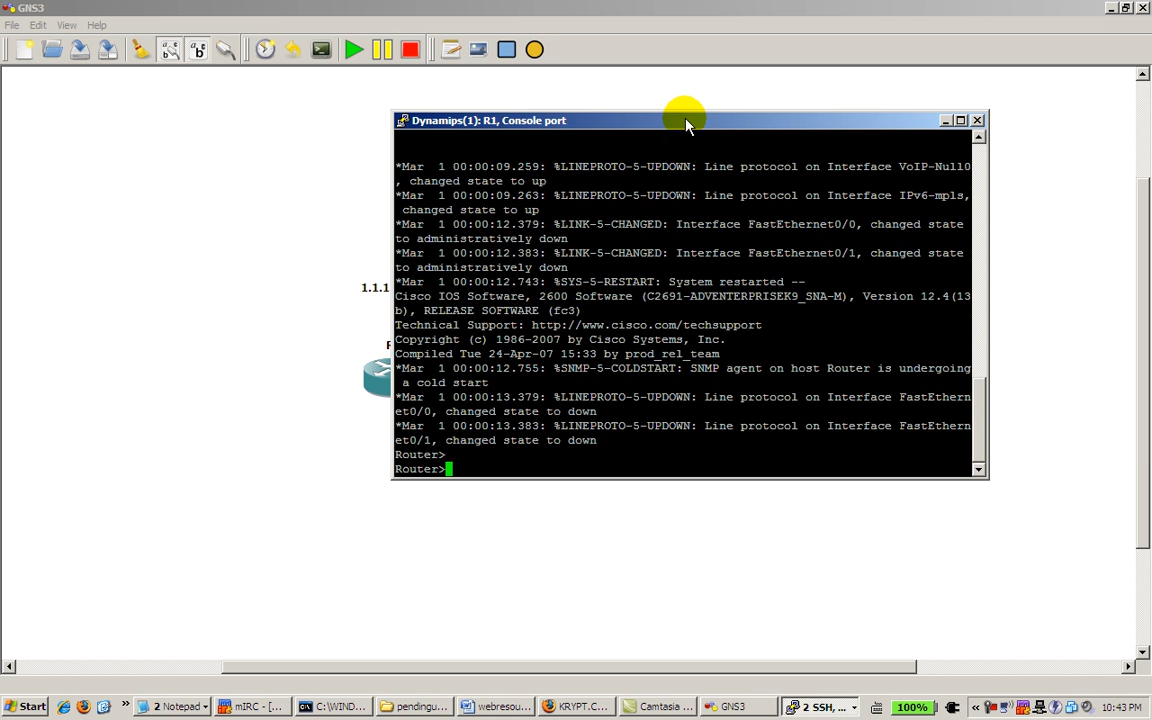 GNS3
File Edit View Help
Dynamips(1): R1, Console port
*Mar  1 00:00:09.259: %LINEPROTO-5-UPDOWN: Line protocol on Interface VoIP-Null0
, changed state to up
*Mar  1 00:00:09.263: %LINEPROTO-5-UPDOWN: Line protocol on Interface IPv6-mpls,
changed state to up
*Mar  1 00:00:12.379: %LINK-5-CHANGED: Interface FastEthernet0/0, changed state
to administratively down
*Mar  1 00:00:12.383: %LINK-5-CHANGED: Interface FastEthernet0/1, changed state
to administratively down
*Mar  1 00:00:12.743: %SYS-5-RESTART: System restarted --
Cisco IOS Software, 2600 Software (C2691-ADVENTERPRISEK9_SNA-M), Version 12.4(13
b), RELEASE SOFTWARE (fc3)
Technical Support: http://www.cisco.com/techsupport
Copyright (c) 1986-2007 by Cisco Systems, Inc.
Compiled Tue 24-Apr-07 15:33 by prod_rel_team
*Mar  1 00:00:12.755: %SNMP-5-COLDSTART: SNMP agent on host Router is undergoing
a cold start
*Mar  1 00:00:13.379: %LINEPROTO-5-UPDOWN: Line protocol on Interface FastEthern
et0/0, changed state to down
*Mar  1 00:00:13.383: %LINEPROTO-5-UPDOWN: Line protocol on Interface FastEthern
et0/1, changed state to down
Router>
Router>
1.1.1
Start » 2 Notepad mIRC - [... C:\WIND... pendingu... webresou... KRYPT.C... Camtasia ... GNS3 2 SSH, ... 100% « 10:43 PM